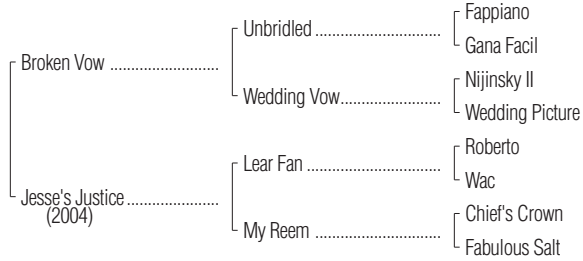 Fappiano
Unbridled
Gana Facil
Broken Vow
Nijinsky II
Wedding Vow
Wedding Picture
Roberto
Lear Fan
Wac
Jesse's Justice
(2004)
Chief's Crown
My Reem
Fabulous Salt